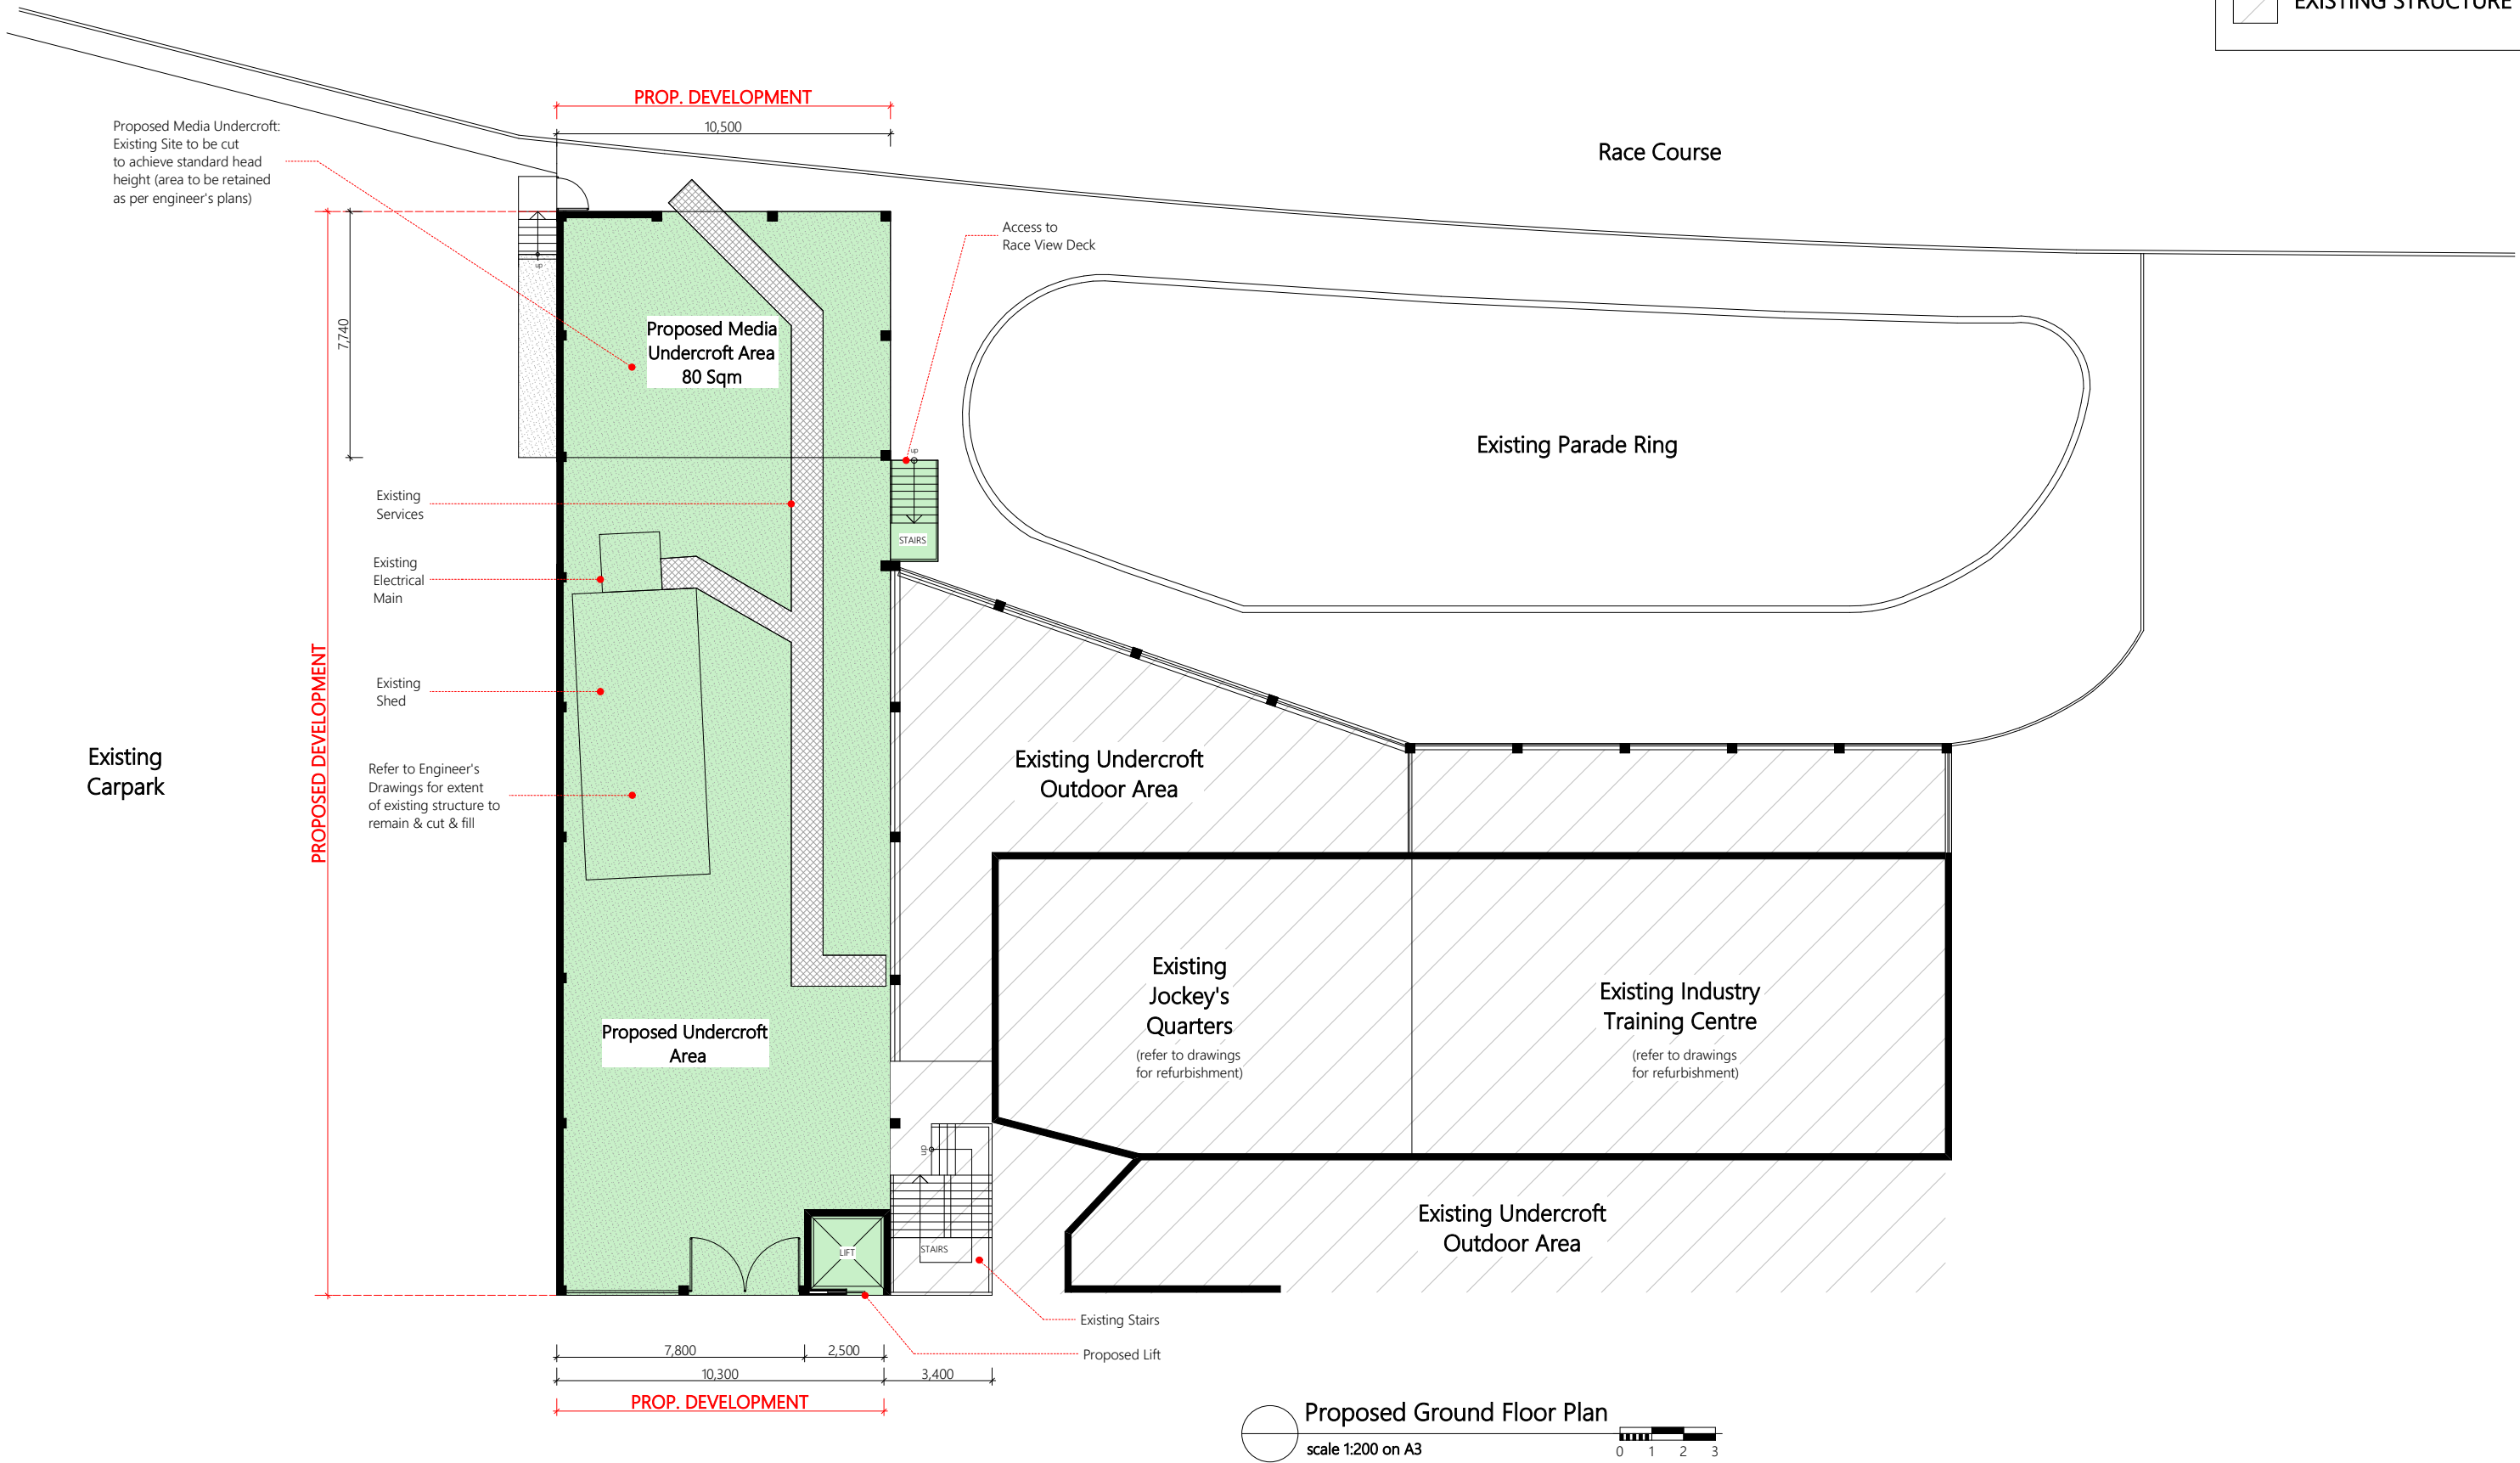 EXISTING STRUCTURE
PROP. DEVELOPMENT
10,500
Proposed Media Undercroft:
Existing Site to be cut
to achieve standard head
height (area to be retained
as per engineer's plans)
Race Course
Access to
Race View Deck
up
7,740
Proposed Media
Undercroft Area
80 Sqm
Existing Parade Ring
up
STAIRS
Existing
Services
Existing
Electrical
Main
Existing
Shed
PROPOSED DEVELOPMENT
Existing
Carpark
Refer to Engineer's
Drawings for extent
of existing structure to
remain & cut & fill
Existing Undercroft
Outdoor Area
Existing
Jockey's
Quarters
(refer to drawings
for refurbishment)
Existing Industry
Training Centre
(refer to drawings
for refurbishment)
Proposed Undercroft
Area
up
LIFT
STAIRS
Existing Undercroft
Outdoor Area
Existing Stairs
Proposed Lift
7,800
2,500
10,300
3,400
PROP. DEVELOPMENT
Proposed Ground Floor Plan
scale 1:200 on A3
0 1 2 3